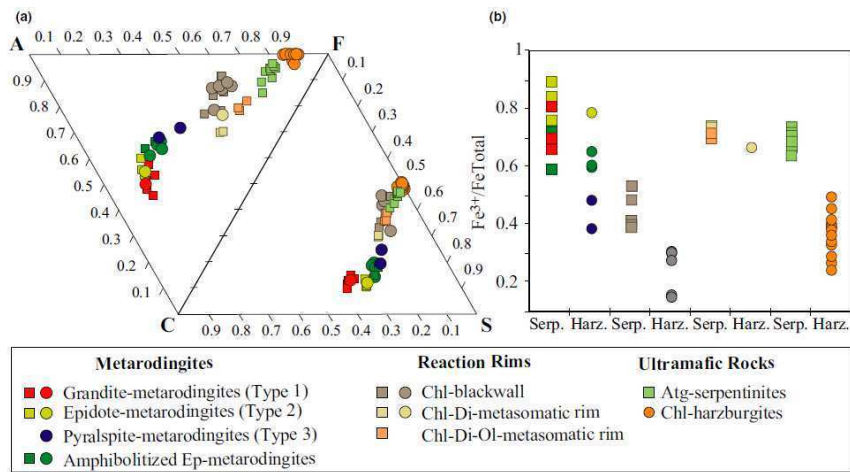 (a)
(b)
A
0.1 0.2 0.3 0.4 0.5 0.6 0.7 0.8 0.9
F
0.9
0.8
0.7
0.6
0.5
0.4
0.3
0.2
0.1
0.1
0.2
0.3
0.4
0.5
0.6
0.7
0.8
0.9
C
0.9 0.8 0.7 0.6 0.5 0.4 0.3 0.2 0.1
S
Fe3+/FeTotal
1
0.8
0.6
0.4
0.2
Serp. Harz. Serp. Harz. Serp. Harz. Serp. Harz.
Metarodingites
Grandite-metarodingites (Type 1)
Epidote-metarodingites (Type 2)
Pyralspite-metarodingites (Type 3)
Amphibolitized Ep-metarodingites
Reaction Rims
Chl-blackwall
Chl-Di-metasomatic rim
Chl-Di-Ol-metasomatic rim
Ultramafic Rocks
Atg-serpentinites
Chl-harzburgites